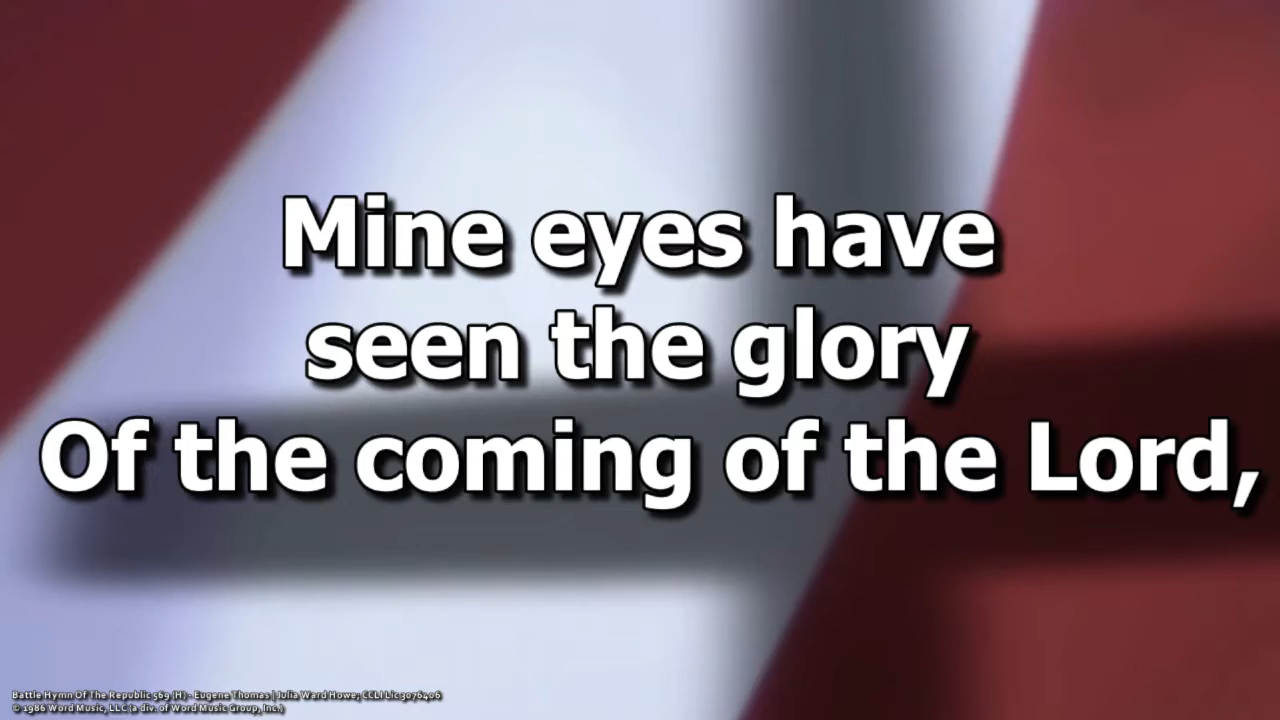 Mine eyes have
seen the glory
Of the coming of the Lord,
Battle Hymn Of The Republic 569 (H) - Eugene Thomas | Julia Ward Howe; CCLI Lic 3076406
© 1986 Word Music, LLC (a div. of Word Music Group, Inc.)